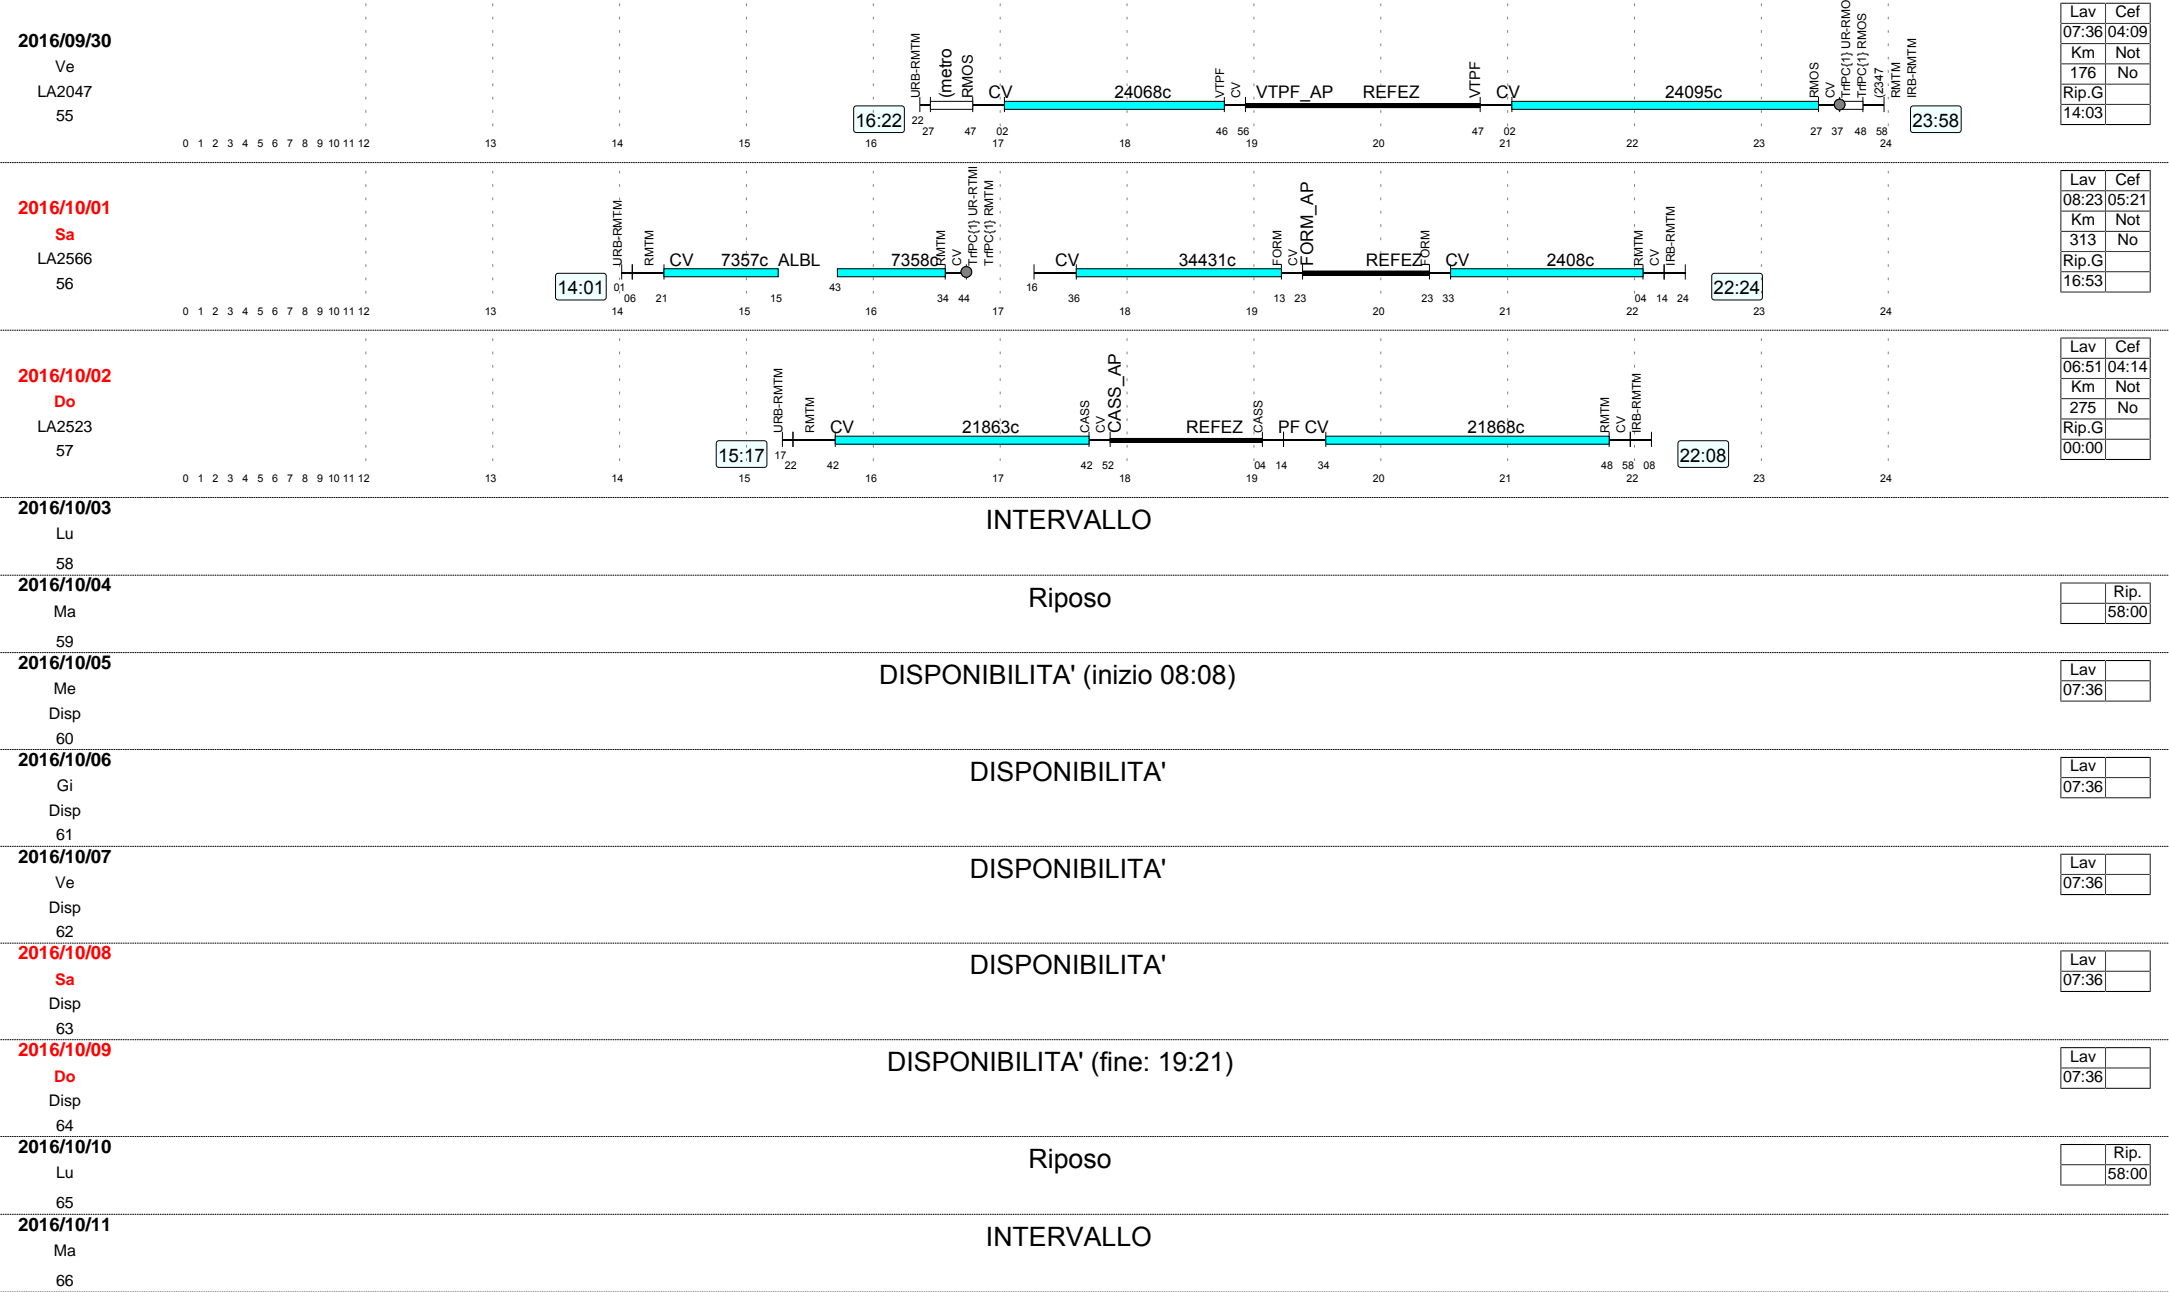 2016/09/30
Ve
LA2047
55
16:22
URB-RMTM
(metro
RMOS
CV
24068c
VTPF
CV
VTPF_AP
REFEZ
VTPF
CV
24095c
RMOS
CV
TrfPC{1} UR-RMO
TrfPC{1} RMOS
(2347
RMTM
IRB-RMTM
23:58
22 27 47 02 46 56 47 02 27 37 48 58
0 1 2 3 4 5 6 7 8 9 10 11 12 13 14 15 16 17 18 19 20 21 22 23 24
Lav Cef
07:36 04:09
Km Not
176 No
Rip.G
14:03
2016/10/01
Sa
LA2566
56
14:01
URB-RMTM
RMTM
CV
7357c
ALBL
7358c
RMTM
CV
TrfPC{1} UR-RTMI
TrfPC{1} RMTM
CV
34431c
FORM
CV
FORM_AP
REFEZ
FORM
CV
2408c
RMTM
CV
IRB-RMTM
22:24
01 06 21 15 43 34 44 16 36 13 23 23 33 04 14 24
0 1 2 3 4 5 6 7 8 9 10 11 12 13 14 15 16 17 18 19 20 21 22 23 24
Lav Cef
08:23 05:21
Km Not
313 No
Rip.G
16:53
2016/10/02
Do
LA2523
57
15:17
URB-RMTM
RMTM
CV
21863c
CASS
CV
CASS_AP
REFEZ
CASS
PF CV
21868c
RMTM
CV
IRB-RMTM
22:08
17 22 42 42 52 04 14 34 48 58 08
0 1 2 3 4 5 6 7 8 9 10 11 12 13 14 15 16 17 18 19 20 21 22 23 24
Lav Cef
06:51 04:14
Km Not
275 No
Rip.G
00:00
2016/10/03
Lu
58
INTERVALLO
2016/10/04
Ma
59
Riposo
Rip.
58:00
2016/10/05
Me
Disp
60
DISPONIBILITA' (inizio 08:08)
Lav
07:36
2016/10/06
Gi
Disp
61
DISPONIBILITA'
Lav
07:36
2016/10/07
Ve
Disp
62
DISPONIBILITA'
Lav
07:36
2016/10/08
Sa
Disp
63
DISPONIBILITA'
Lav
07:36
2016/10/09
Do
Disp
64
DISPONIBILITA' (fine: 19:21)
Lav
07:36
2016/10/10
Lu
65
Riposo
Rip.
58:00
2016/10/11
Ma
66
INTERVALLO